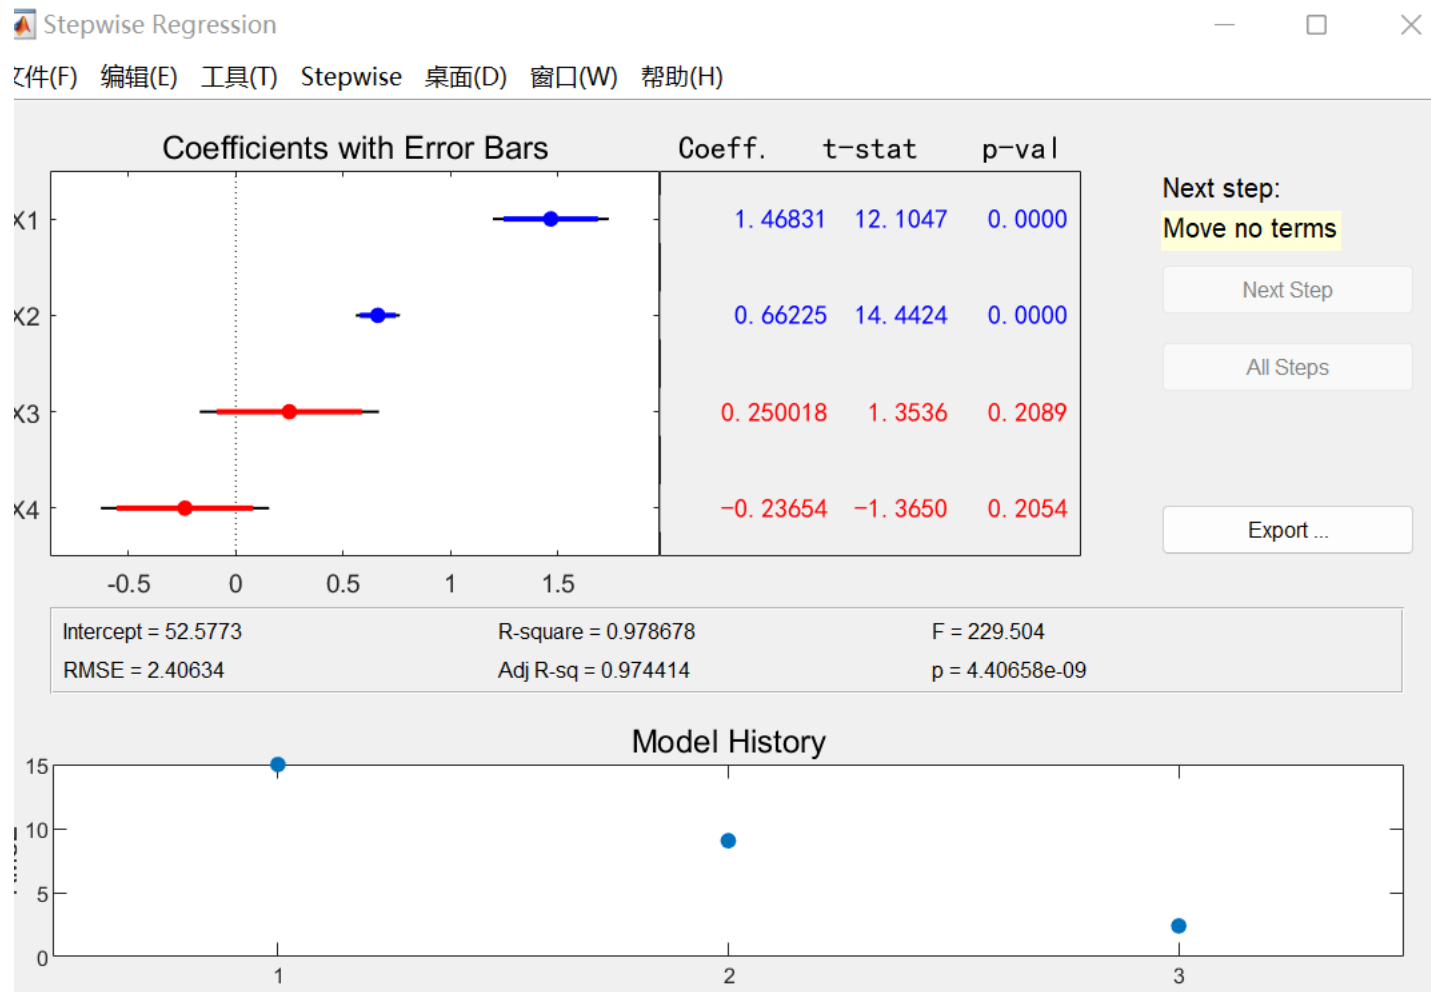 Stepwise Regression
文件(F) 编辑(E) 工具(T) Stepwise 桌面(D) 窗口(W) 帮助(H)
Coefficients with Error Bars Coeff. t-stat p-val
X1 1.46831 12.1047 0.0000
X2 0.66225 14.4424 0.0000
X3 0.250018 1.3536 0.2089
X4 -0.23654 -1.3650 0.2054
-0.5 0 0.5 1 1.5
Next step:
Move no terms
Next Step
All Steps
Export ...
Intercept = 52.5773 R-square = 0.978678 F = 229.504
RMSE = 2.40634 Adj R-sq = 0.974414 p = 4.40658e-09
Model History
15
10
5
0
1 2 3